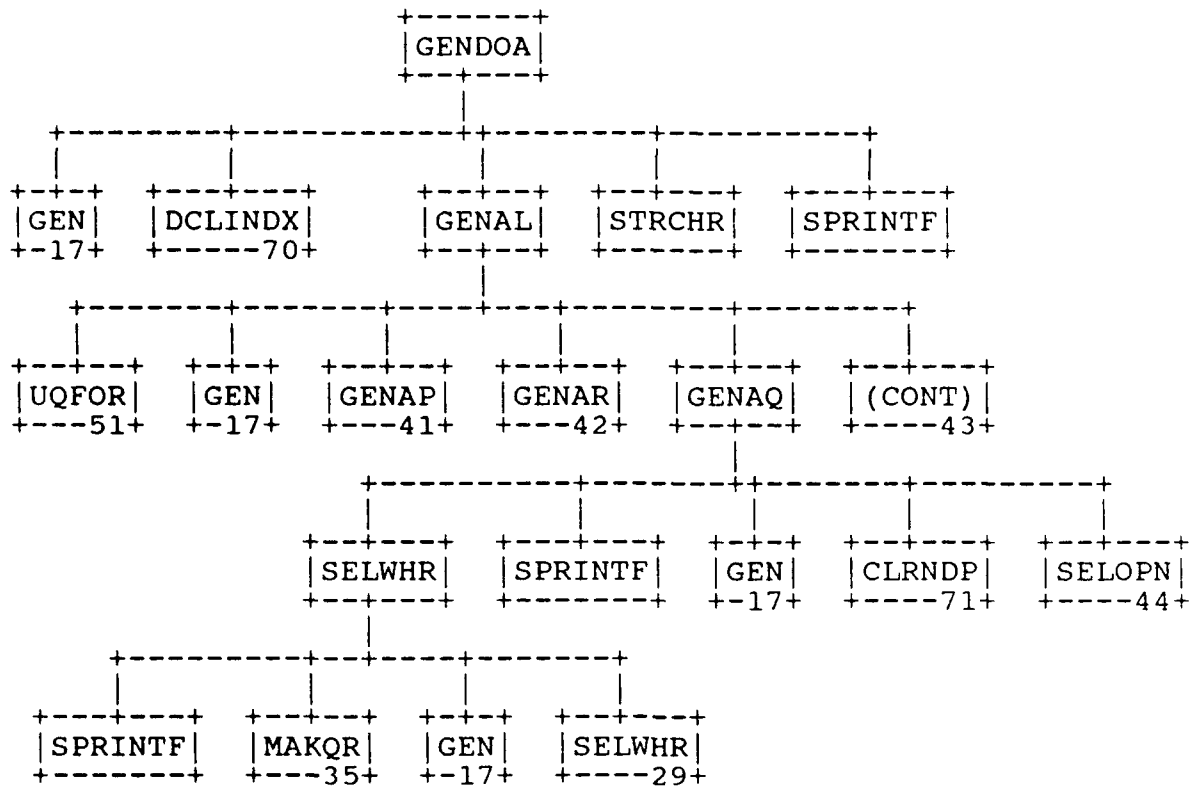 GENDOA
GEN DCLINDX GENAL STRCHR SPRINTF
17 70
UQFOR GEN GENAP GENAR GENAQ (CONT)
51 17 41 42 43
SELWHR SPRINTF GEN CLRNDP SELOPN
17 71 44
SPRINTF MAKQR GEN SELWHR
35 17 29